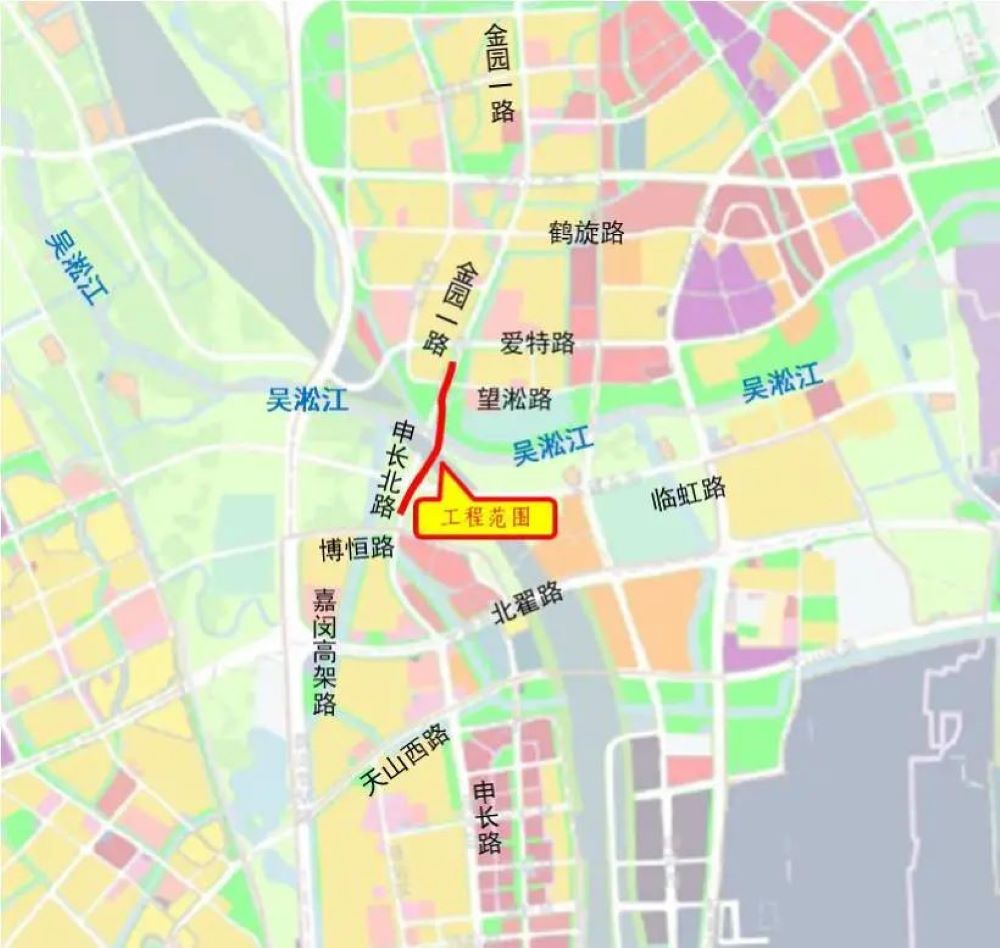 金园一路
鹤旋路
吴淞江
金园一路
爱特路
吴淞江
望淞路
吴淞江
申长北路
吴淞江
临虹路
工程范围
博恒路
北翟路
嘉闵高架路
天山西路
申长路